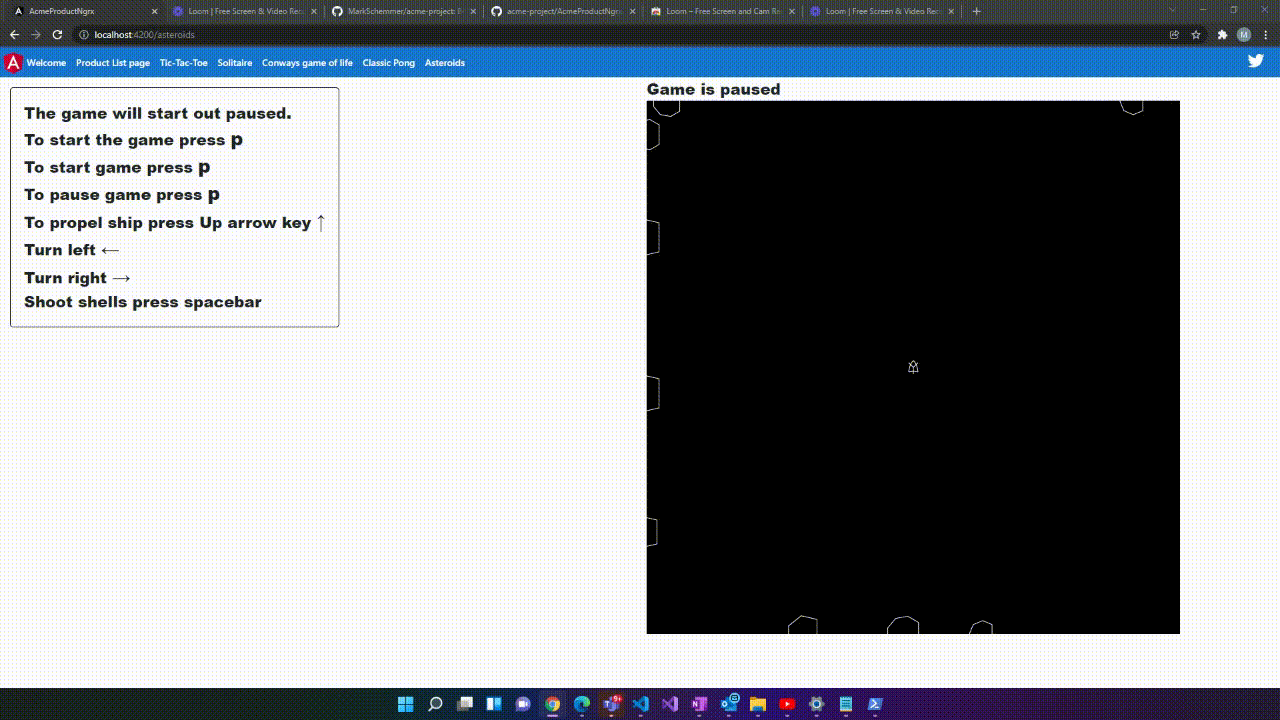 AcmeProductNgrx
Loom | Free Screen & Video Rec
MarkSchemmer/acme-project:
acme-project/AcmeProductNgr
Loom – Free Screen and Cam Re
Loom | Free Screen & Video Rec
localhost:4200/asteroids
M
A Welcome Product List page Tic-Tac-Toe Solitaire Conways game of life Classic Pong Asteroids
Game is paused
The game will start out paused.
To start the game press p
To start game press p
To pause game press p
To propel ship press Up arrow key ↑
Turn left ←
Turn right →
Shoot shells press spacebar
9+